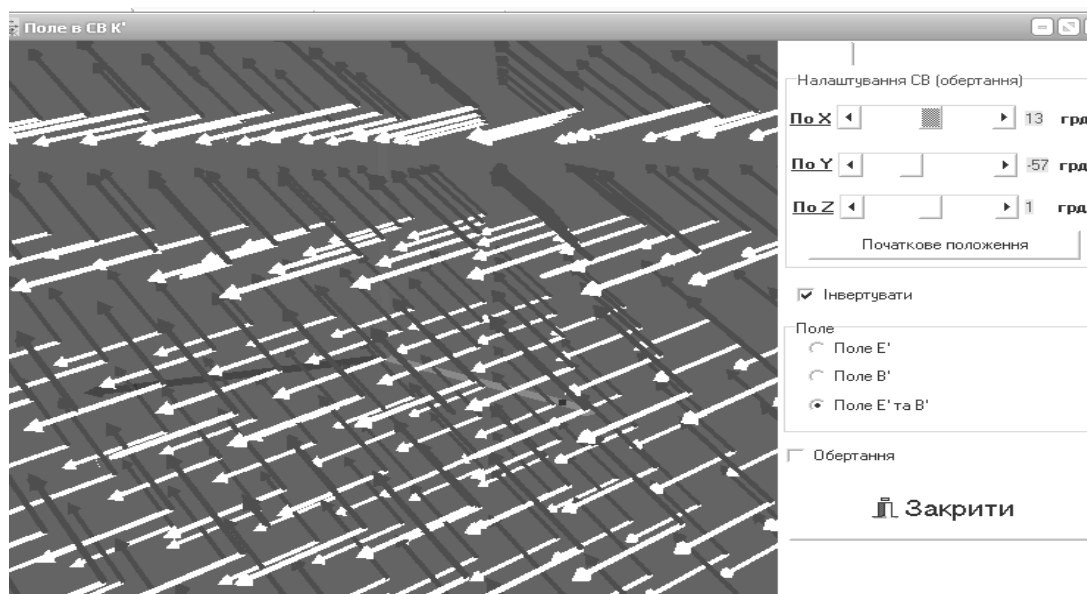 Поле в СВ К'
Налаштування СВ (обертання)
По X 13 грд
По Y -57 грд
По Z 1 грд
Початкове положення
Інвертувати
Поле
Поле E'
Поле B'
Поле E' та B'
Обертання
Закрити